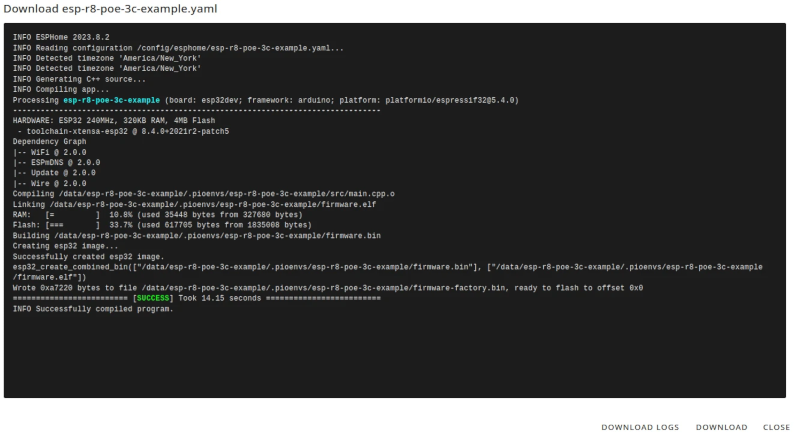 Download esp-r8-poe-3c-example.yaml
INFO ESPHome 2023.8.2
INFO Reading configuration /config/esphome/esp-r8-poe-3c-example.yaml...
INFO Detected timezone 'America/New_York'
INFO Detected timezone 'America/New_York'
INFO Generating C++ source...
INFO Compiling app...
Processing esp-r8-poe-3c-example (board: esp32dev; framework: arduino; platform: platformio/espressif32@5.4.0)
--------------------------------------------------------------------------------
HARDWARE: ESP32 240MHz, 320KB RAM, 4MB Flash
 - toolchain-xtensa-esp32 @ 8.4.0+2021r2-patch5
Dependency Graph
|-- WiFi @ 2.0.0
|-- ESPmDNS @ 2.0.0
|-- Update @ 2.0.0
|-- Wire @ 2.0.0
Compiling /data/esp-r8-poe-3c-example/.pioenvs/esp-r8-poe-3c-example/src/main.cpp.o
Linking /data/esp-r8-poe-3c-example/.pioenvs/esp-r8-poe-3c-example/firmware.elf
RAM:   [=         ]  10.8% (used 35448 bytes from 327680 bytes)
Flash: [===       ]  33.7% (used 617705 bytes from 1835008 bytes)
Building /data/esp-r8-poe-3c-example/.pioenvs/esp-r8-poe-3c-example/firmware.bin
Creating esp32 image...
Successfully created esp32 image.
esp32_create_combined_bin(["/data/esp-r8-poe-3c-example/.pioenvs/esp-r8-poe-3c-example/firmware.bin"], ["/data/esp-r8-poe-3c-example/.pioenvs/esp-r8-poe-3c-example
/firmware.elf"])
Wrote 0xa7220 bytes to file /data/esp-r8-poe-3c-example/.pioenvs/esp-r8-poe-3c-example/firmware-factory.bin, ready to flash to offset 0x0
========================= [SUCCESS] Took 14.15 seconds =========================
INFO Successfully compiled program.
DOWNLOAD LOGS DOWNLOAD CLOSE